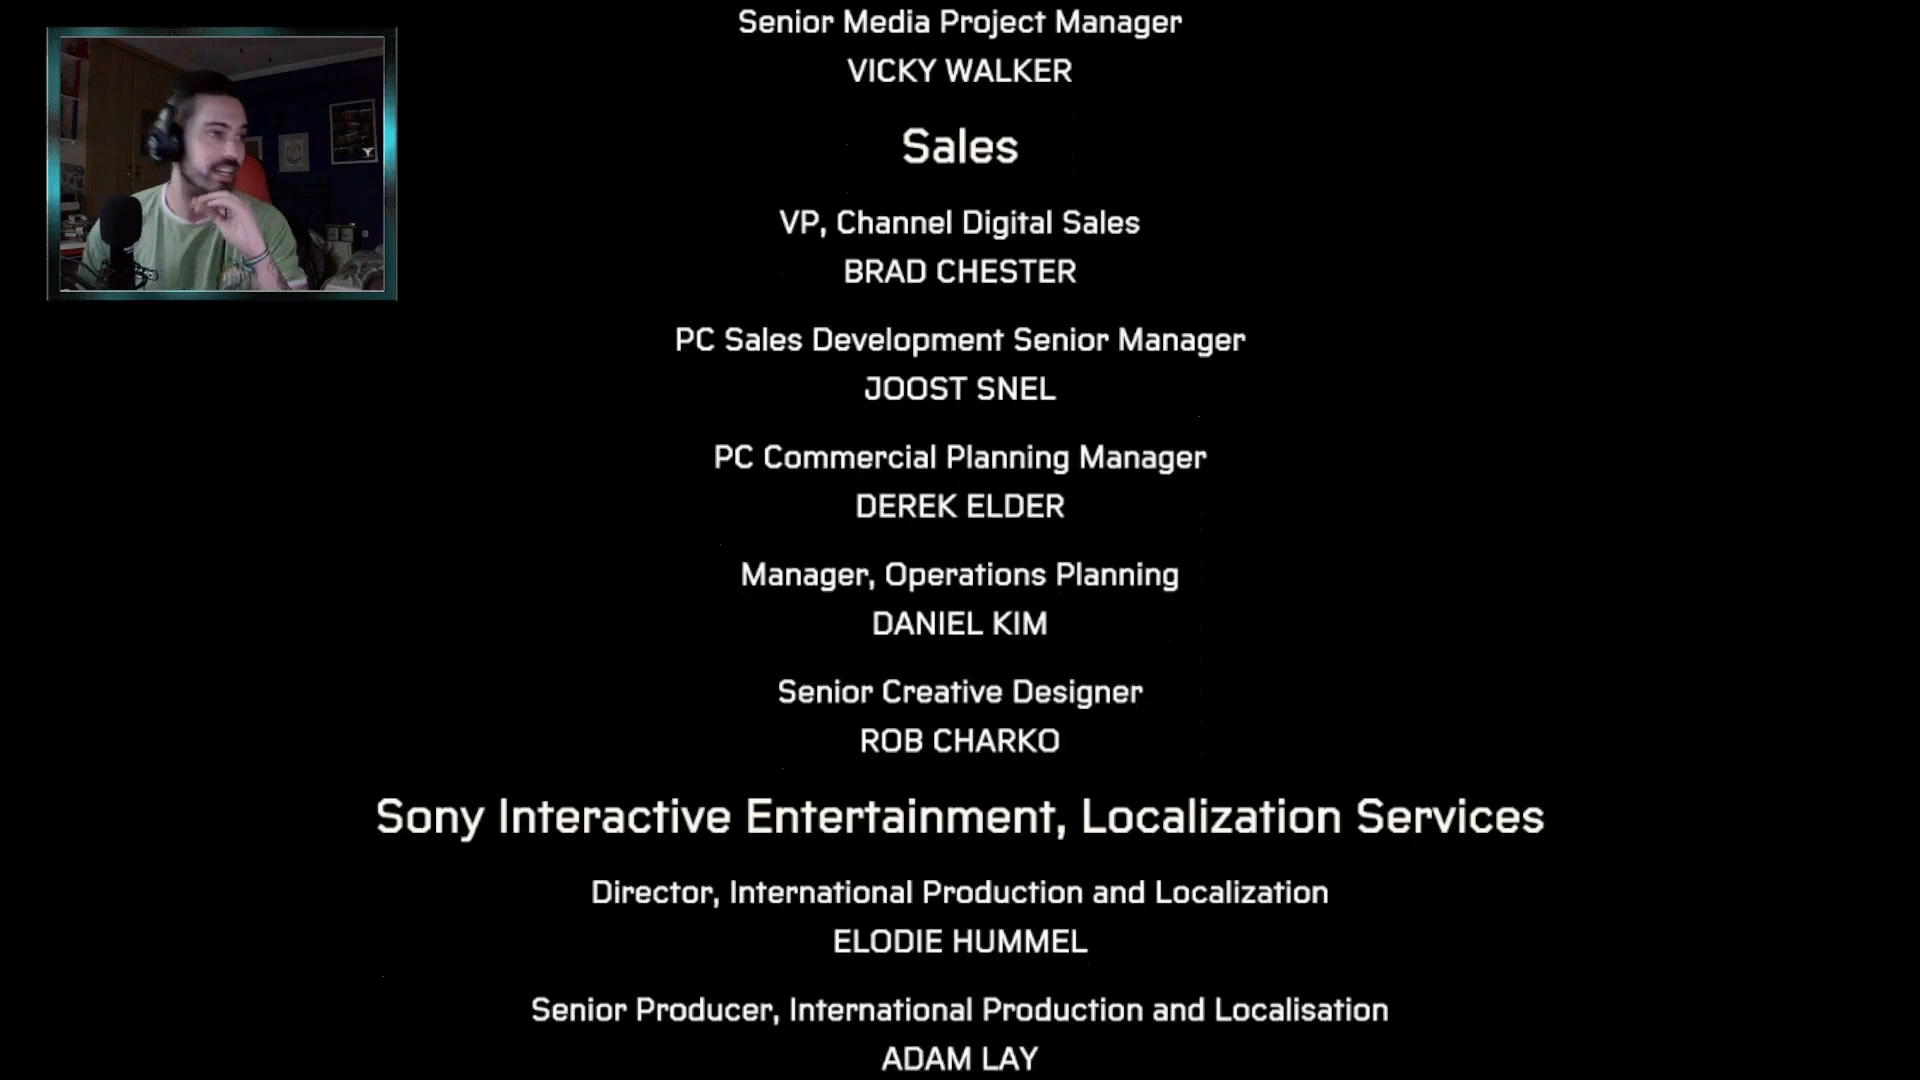 Senior Media Project Manager
VICKY WALKER
Sales
VP, Channel Digital Sales
BRAD CHESTER
PC Sales Development Senior Manager
JOOST SNEL
PC Commercial Planning Manager
DEREK ELDER
Manager, Operations Planning
DANIEL KIM
Senior Creative Designer
ROB CHARKO
Sony Interactive Entertainment, Localization Services
Director, International Production and Localization
ELODIE HUMMEL
Senior Producer, International Production and Localisation
ADAM LAY